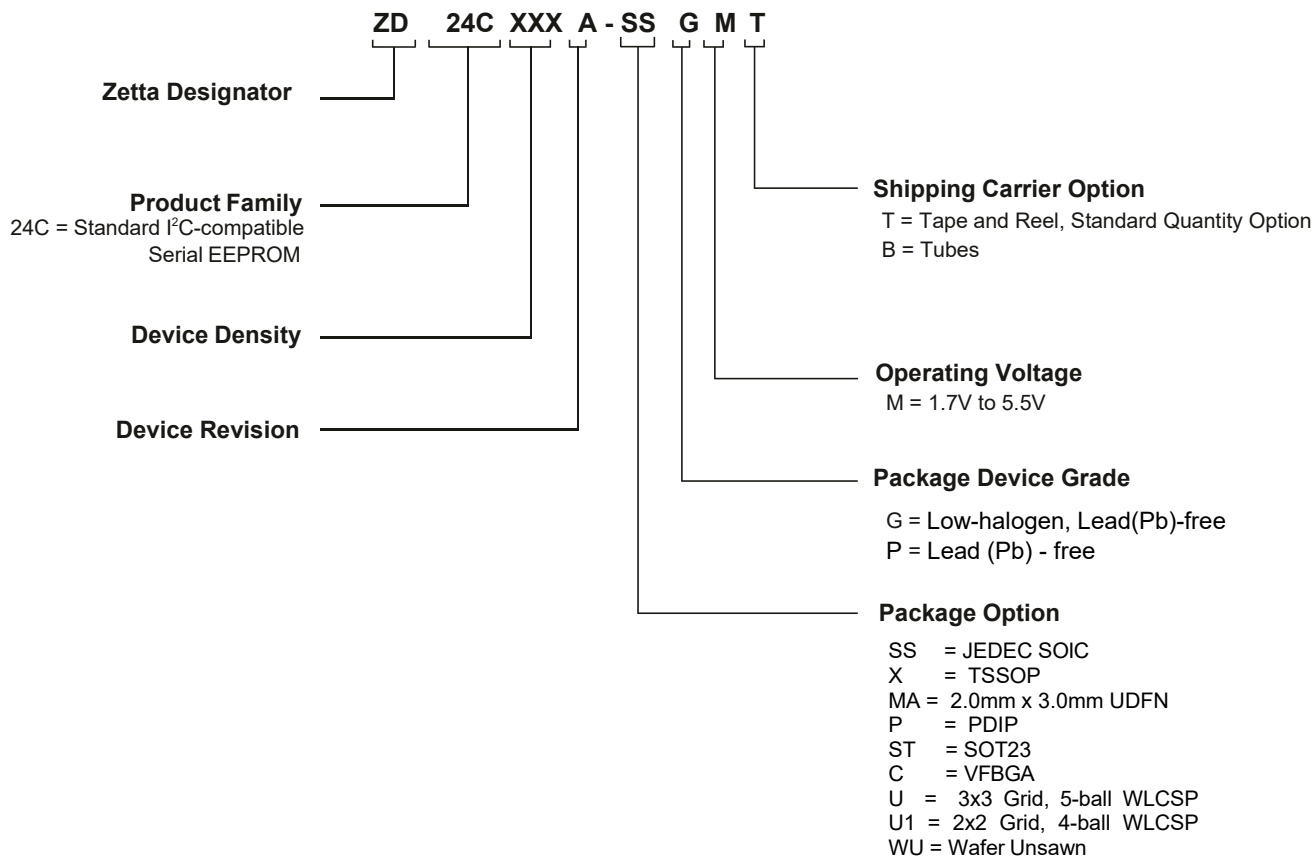 ZD 24C XXX A - SS G M T
Zetta Designator
Product Family
24C = Standard I²C-compatible
Serial EEPROM
Device Density
Device Revision
Shipping Carrier Option
T = Tape and Reel, Standard Quantity Option
B = Tubes
Operating Voltage
M = 1.7V to 5.5V
Package Device Grade
G = Low-halogen, Lead(Pb)-free
P = Lead (Pb) - free
Package Option
SS = JEDEC SOIC
X = TSSOP
MA = 2.0mm x 3.0mm UDFN
P = PDIP
ST = SOT23
C = VFBGA
U = 3x3 Grid, 5-ball WLCSP
U1 = 2x2 Grid, 4-ball WLCSP
WU = Wafer Unsawn